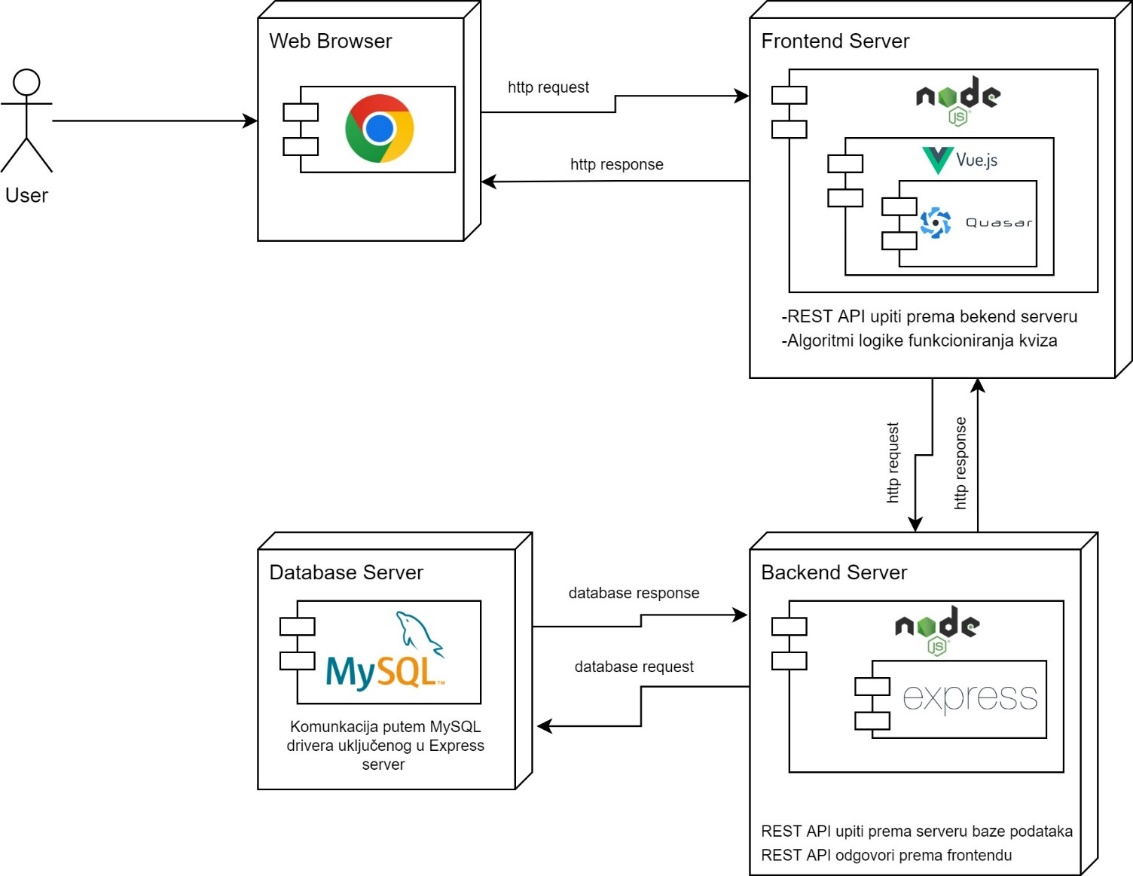 Web Browser
User
http request
http response
Frontend Server
node
JS
Vue.js
Quasar
-REST API upiti prema bekend serveru
-Algoritmi logike funkcioniranja kviza
http request
http response
Database Server
MySQL™
Komunkacija putem MySQL
drivera uključenog u Express
server
database response
database request
Backend Server
node
JS
express
REST API upiti prema serveru baze podataka
REST API odgovori prema frontendu